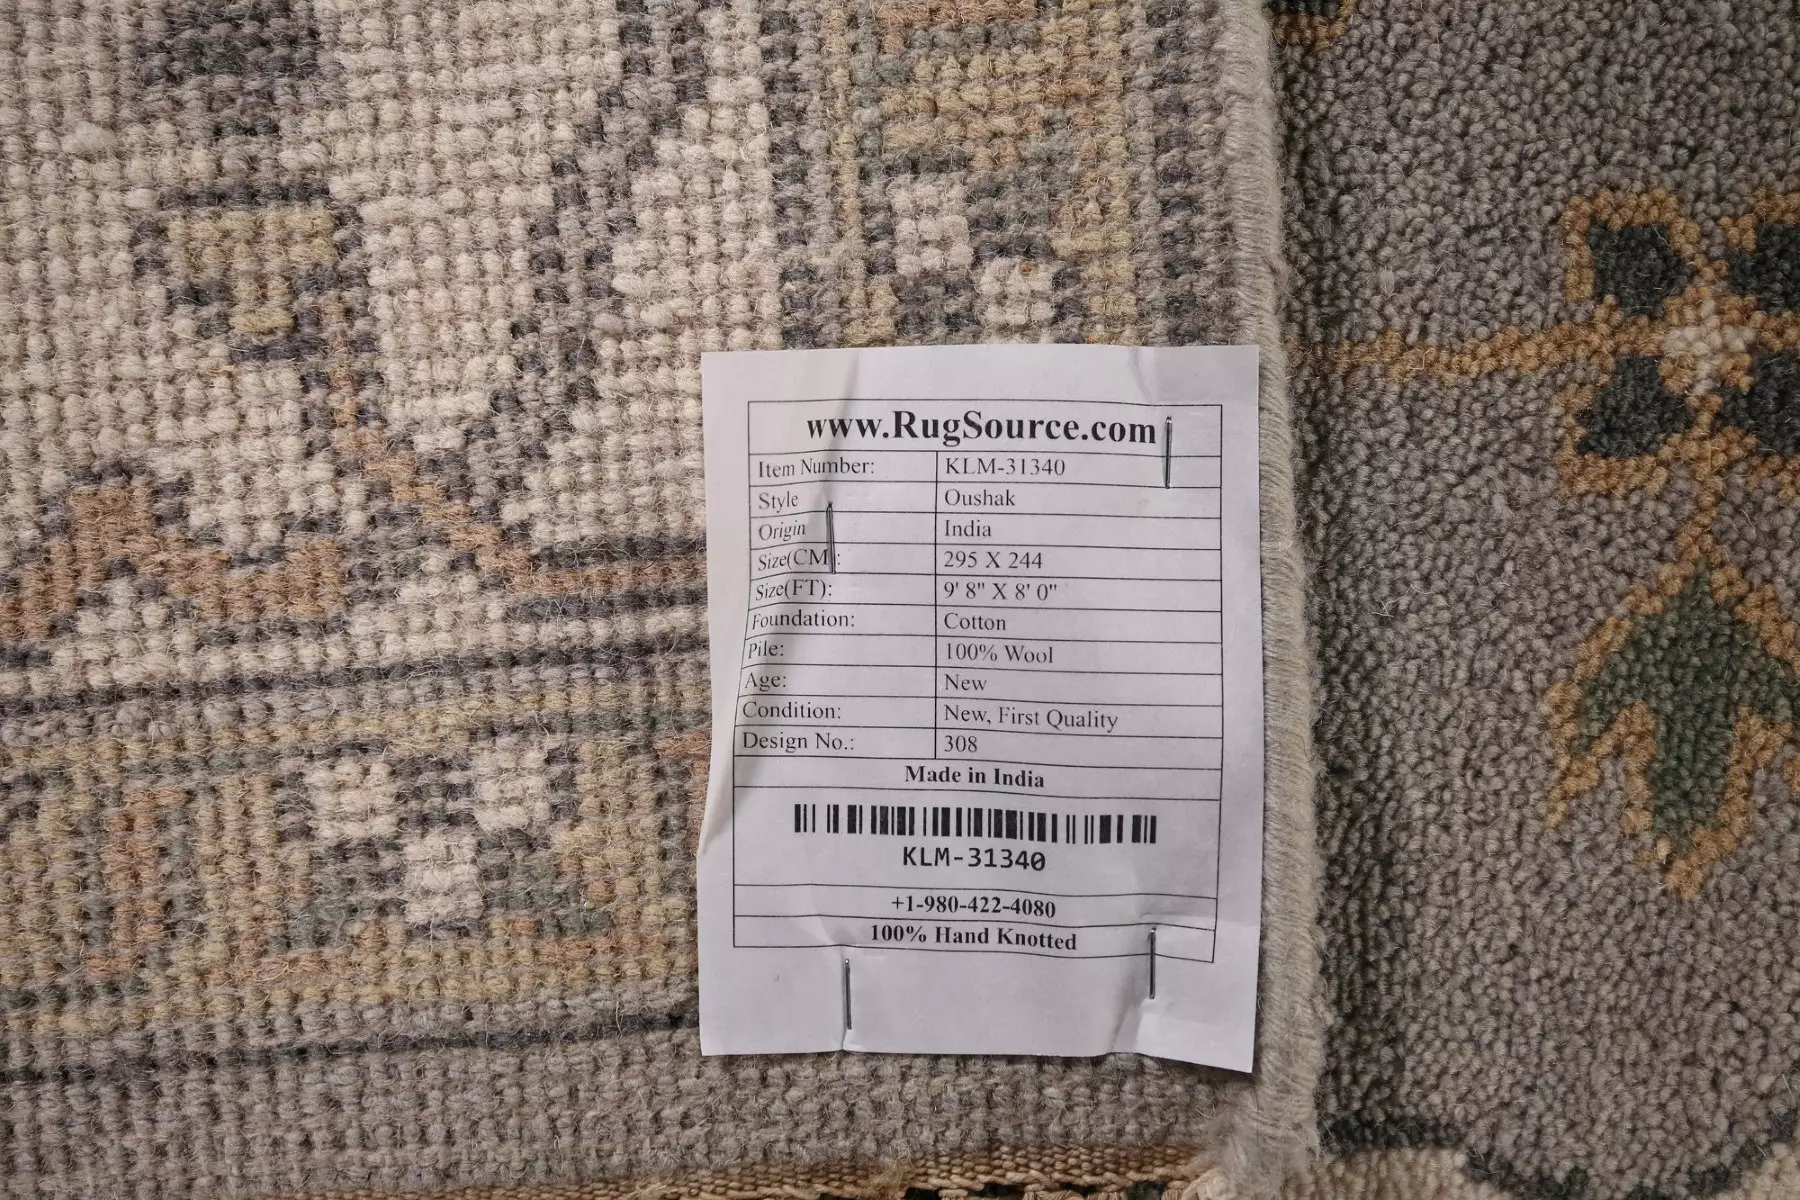 www.RugSource.com
Item Number: KLM-31340
Style Oushak
Origin India
Size(CM): 295 X 244
Size(FT): 9' 8" X 8' 0"
Foundation: Cotton
Pile: 100% Wool
Age: New
Condition: New, First Quality
Design No.: 308
Made in India
KLM-31340
+1-980-422-4080
100% Hand Knotted